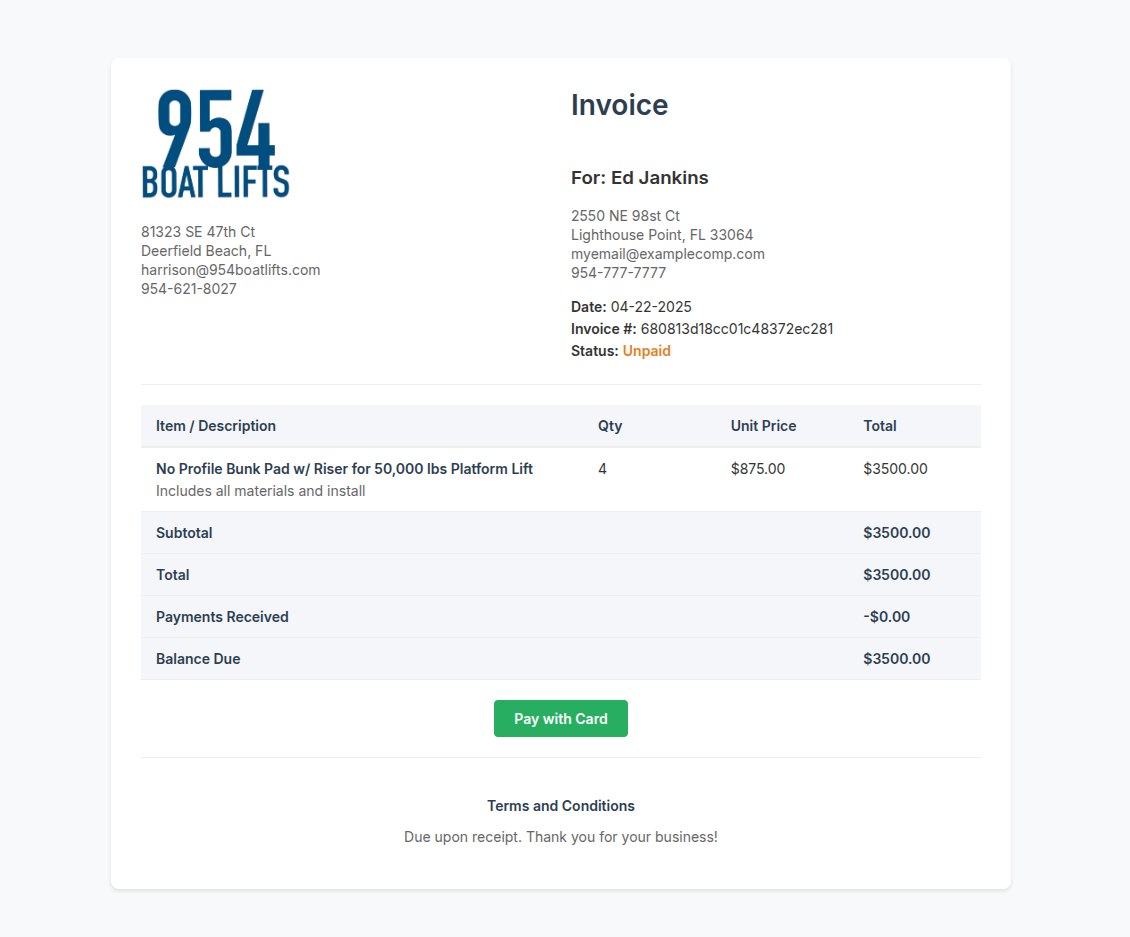 954
BOAT LIFTS
81323 SE 47th Ct
Deerfield Beach, FL
harrison@954boatlifts.com
954-621-8027
Invoice
For: Ed Jankins
2550 NE 98st Ct
Lighthouse Point, FL 33064
myemail@examplecomp.com
954-777-7777
Date: 04-22-2025
Invoice #: 680813d18cc01c48372ec281
Status: Unpaid
Item / Description Qty Unit Price Total
No Profile Bunk Pad w/ Riser for 50,000 lbs Platform Lift 4 $875.00 $3500.00
Includes all materials and install
Subtotal $3500.00
Total $3500.00
Payments Received -$0.00
Balance Due $3500.00
Pay with Card
Terms and Conditions
Due upon receipt. Thank you for your business!